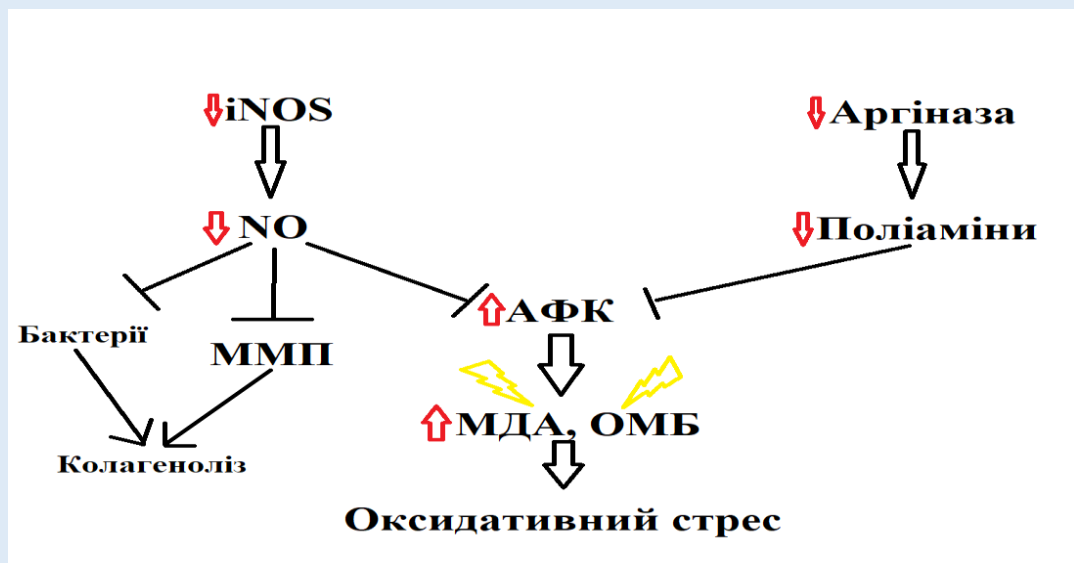 iNOS
Аргіназа
NO
Поліаміни
АФК
Бактерії
ММП
МДА, ОМБ
Колагеноліз
Оксидативний стрес